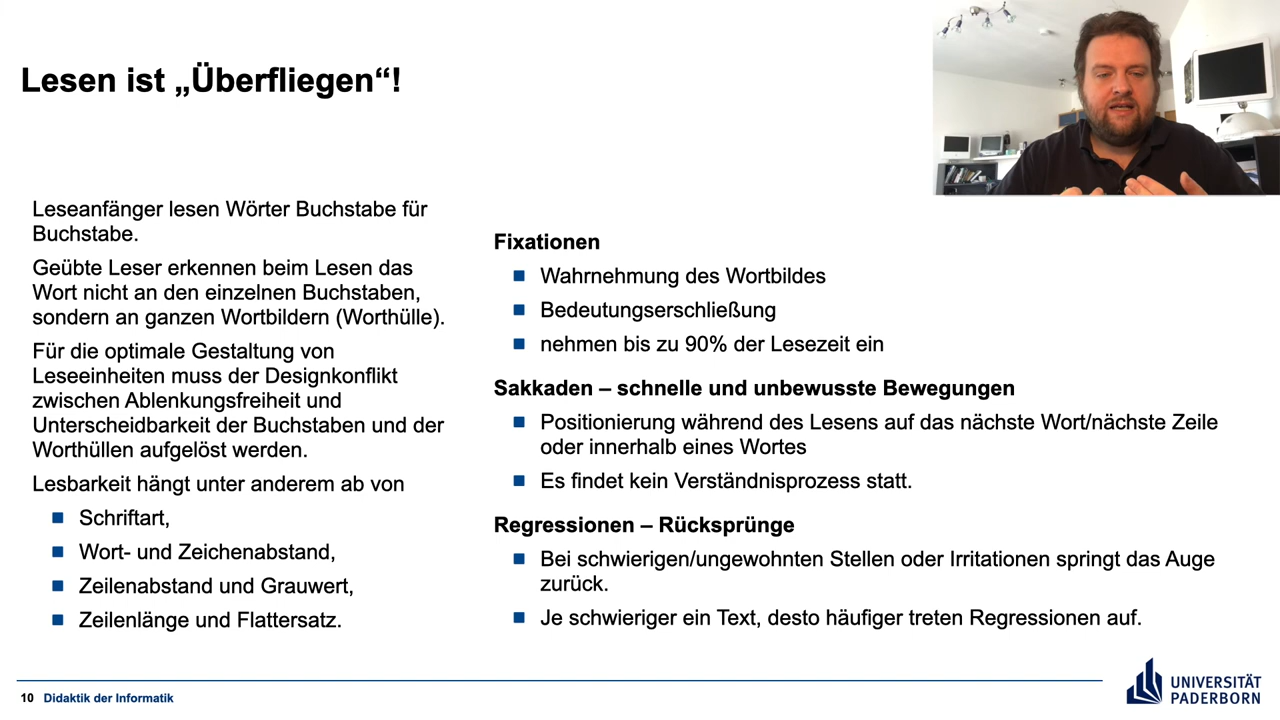 Lesen ist „Überfliegen“!
Leseanfänger lesen Wörter Buchstabe für
Buchstabe.
Geübte Leser erkennen beim Lesen das
Wort nicht an den einzelnen Buchstaben,
sondern an ganzen Wortbildern (Worthülle).
Für die optimale Gestaltung von
Leseeinheiten muss der Designkonflikt
zwischen Ablenkungsfreiheit und
Unterscheidbarkeit der Buchstaben und der
Worthüllen aufgelöst werden.
Lesbarkeit hängt unter anderem ab von
Schriftart,
Wort- und Zeichenabstand,
Zeilenabstand und Grauwert,
Zeilenlänge und Flattersatz.
Fixationen
Wahrnehmung des Wortbildes
Bedeutungserschließung
nehmen bis zu 90% der Lesezeit ein
Sakkaden – schnelle und unbewusste Bewegungen
Positionierung während des Lesens auf das nächste Wort/nächste Zeile
oder innerhalb eines Wortes
Es findet kein Verständnisprozess statt.
Regressionen – Rücksprünge
Bei schwierigen/ungewohnten Stellen oder Irritationen springt das Auge
zurück.
Je schwieriger ein Text, desto häufiger treten Regressionen auf.
10 Didaktik der Informatik
UNIVERSITÄT
PADERBORN